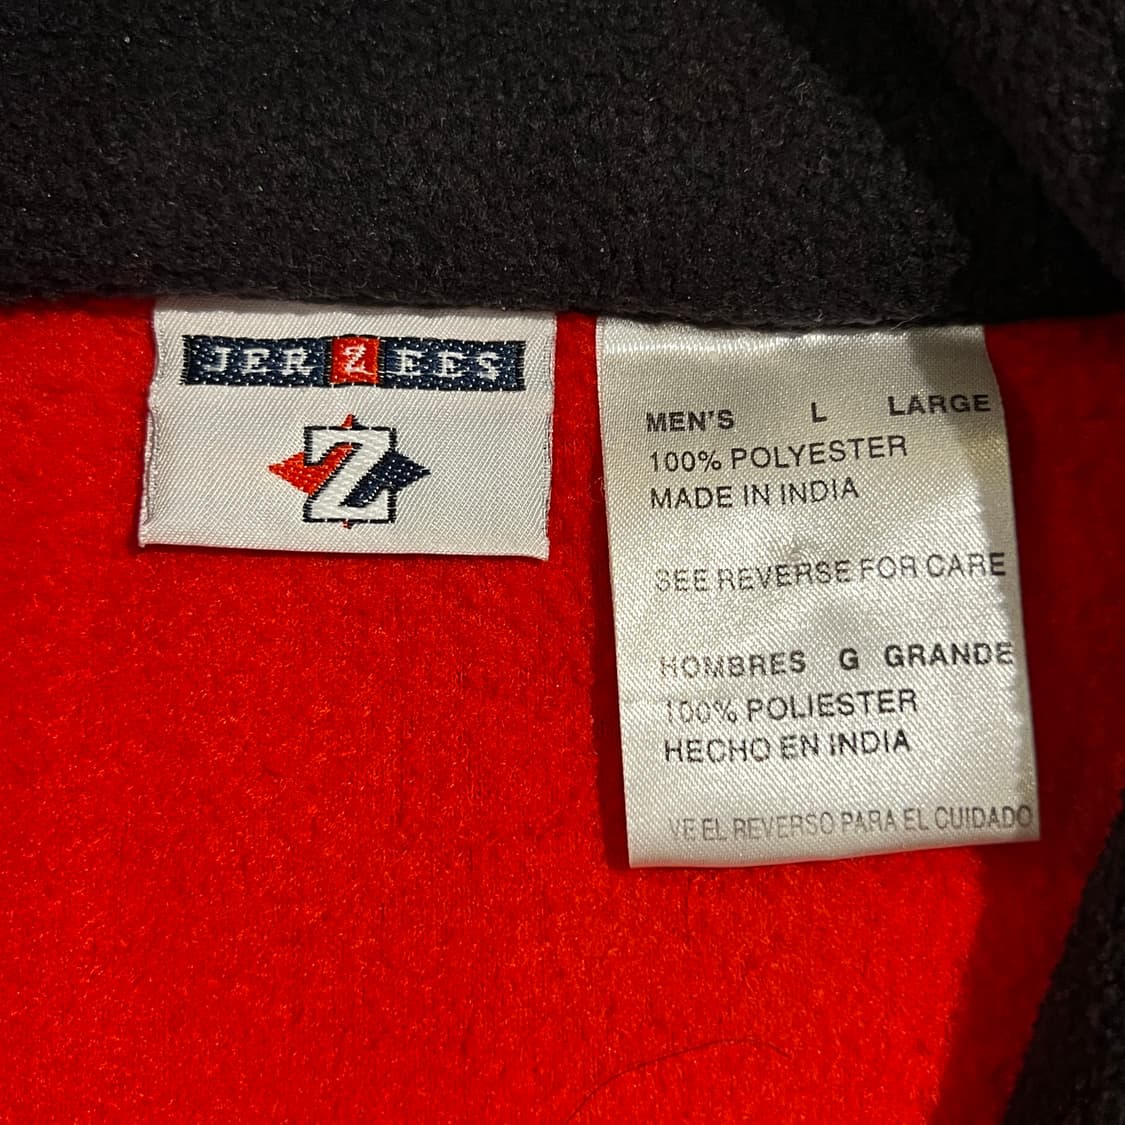 JERZEES
Z
MEN'S L LARGE
100% POLYESTER
MADE IN INDIA
SEE REVERSE FOR CARE
HOMBRES G GRANDE
100% POLIESTER
HECHO EN INDIA
VE EL REVERSO PARA EL CUIDADO